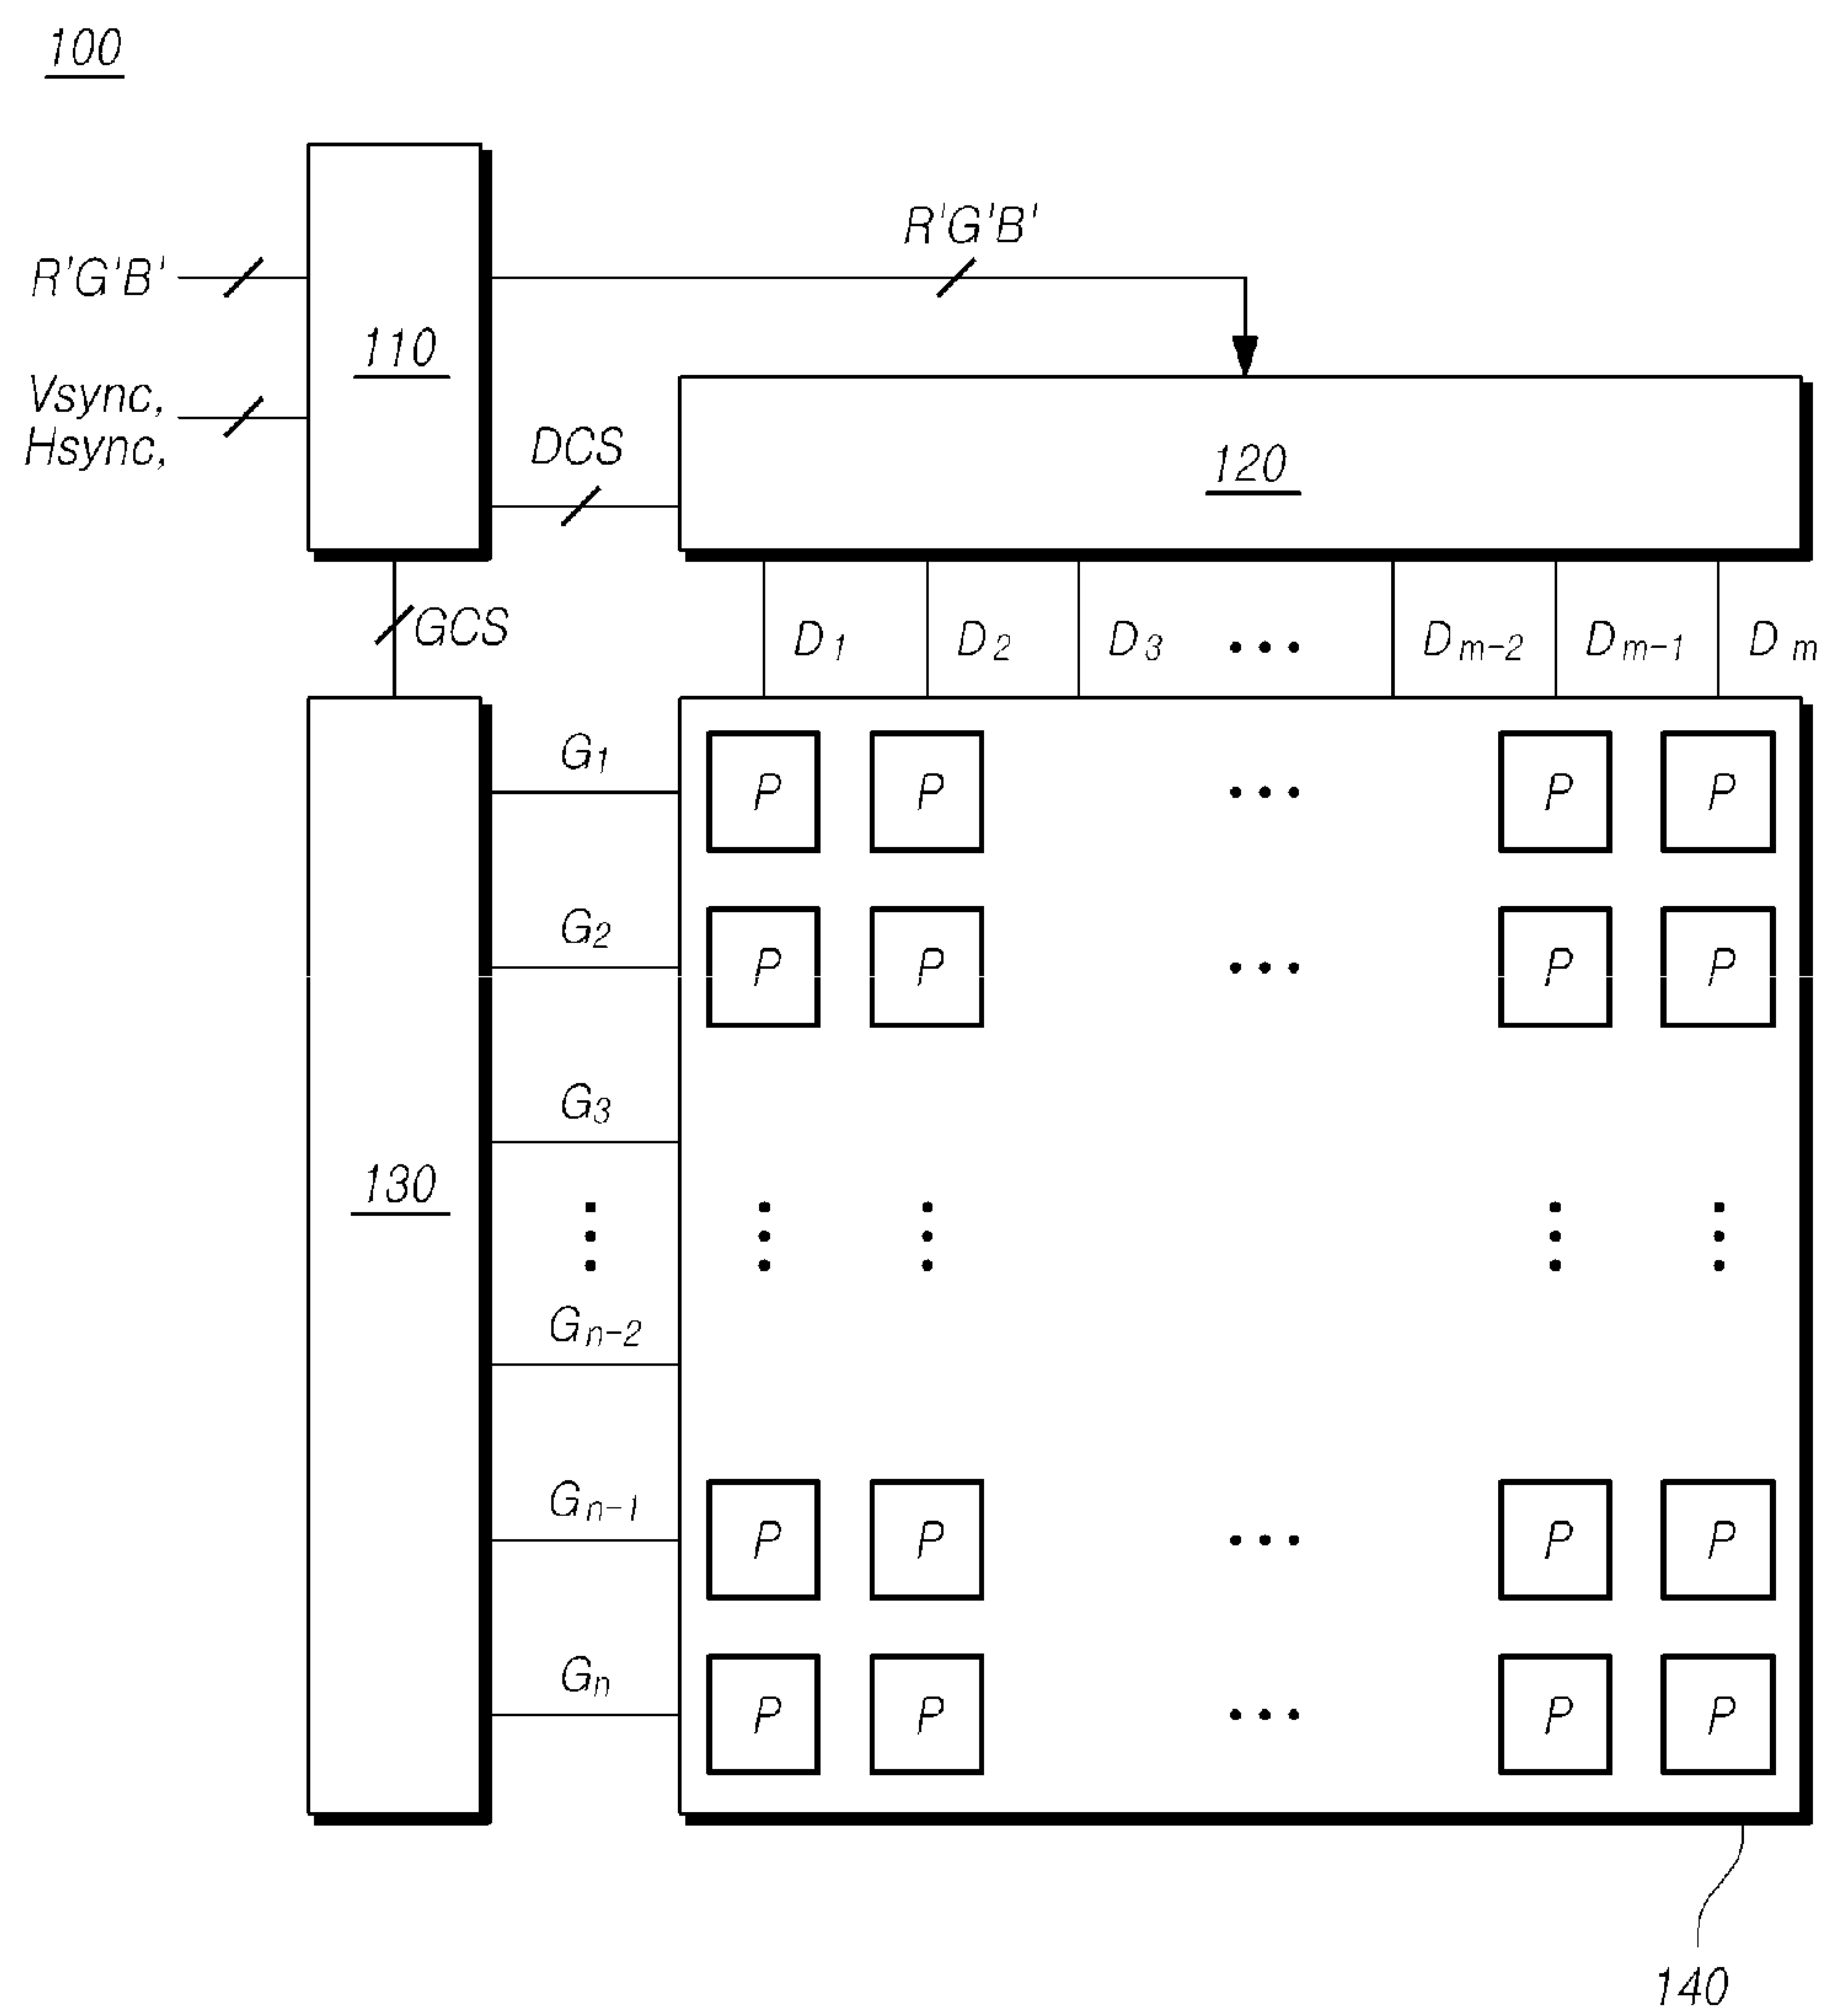 100
R'G'B'
R'G'B'
110
Vsync,
Hsync,
DCS
120
GCS
D1 D2 D3 ••• Dm-2 Dm-1 Dm
G1
P P ••• P P
G2
P P ••• P P
G3
130
Gn-2
Gn-1
P P ••• P P
Gn
P P ••• P P
140